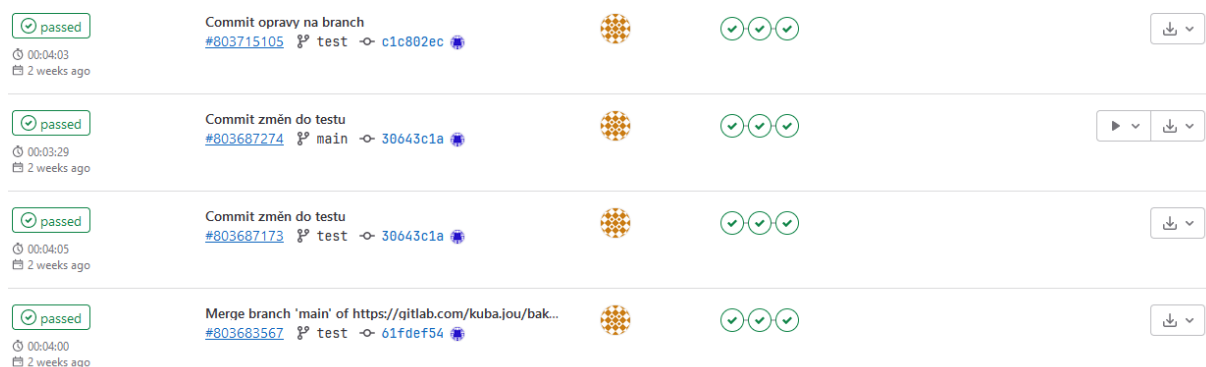 passed
Commit opravy na branch
#803715105 test c1c802ec
00:04:03
2 weeks ago
passed
Commit změn do testu
#803687274 main 30643c1a
00:03:29
2 weeks ago
passed
Commit změn do testu
#803687173 test 30643c1a
00:04:05
2 weeks ago
passed
Merge branch 'main' of https://gitlab.com/kuba.jou/bak...
#803683567 test 61fdef54
00:04:00
2 weeks ago